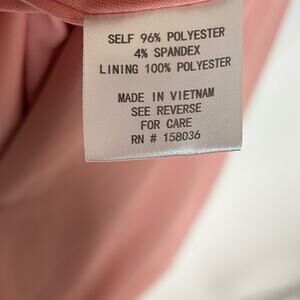 SELF 96% POLYESTER
4% SPANDEX
LINING 100% POLYESTER
MADE IN VIETNAM
SEE REVERSE
FOR CARE
RN # 158036